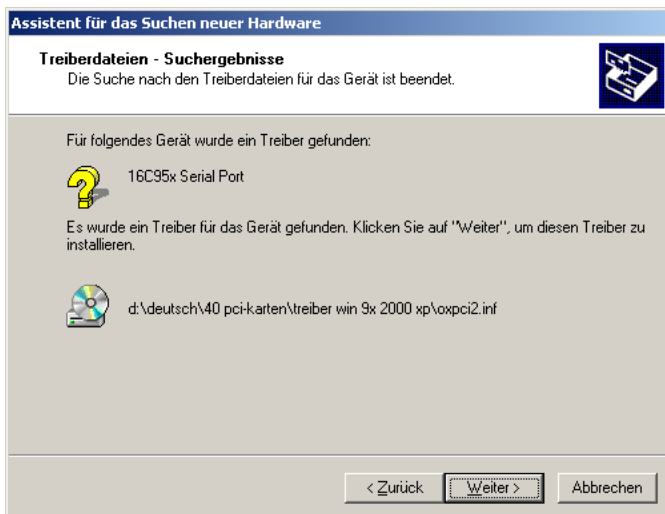 Assistent für das Suchen neuer Hardware
Treiberdateien - Suchergebnisse
Die Suche nach den Treiberdateien für das Gerät ist beendet.
Für folgendes Gerät wurde ein Treiber gefunden:
16C95x Serial Port
Es wurde ein Treiber für das Gerät gefunden. Klicken Sie auf "Weiter", um diesen Treiber zu
installieren.
d:\deutsch\40 pci-karten\treiber win 9x 2000 xp\oxpci2.inf
< Zurück
Weiter >
Abbrechen